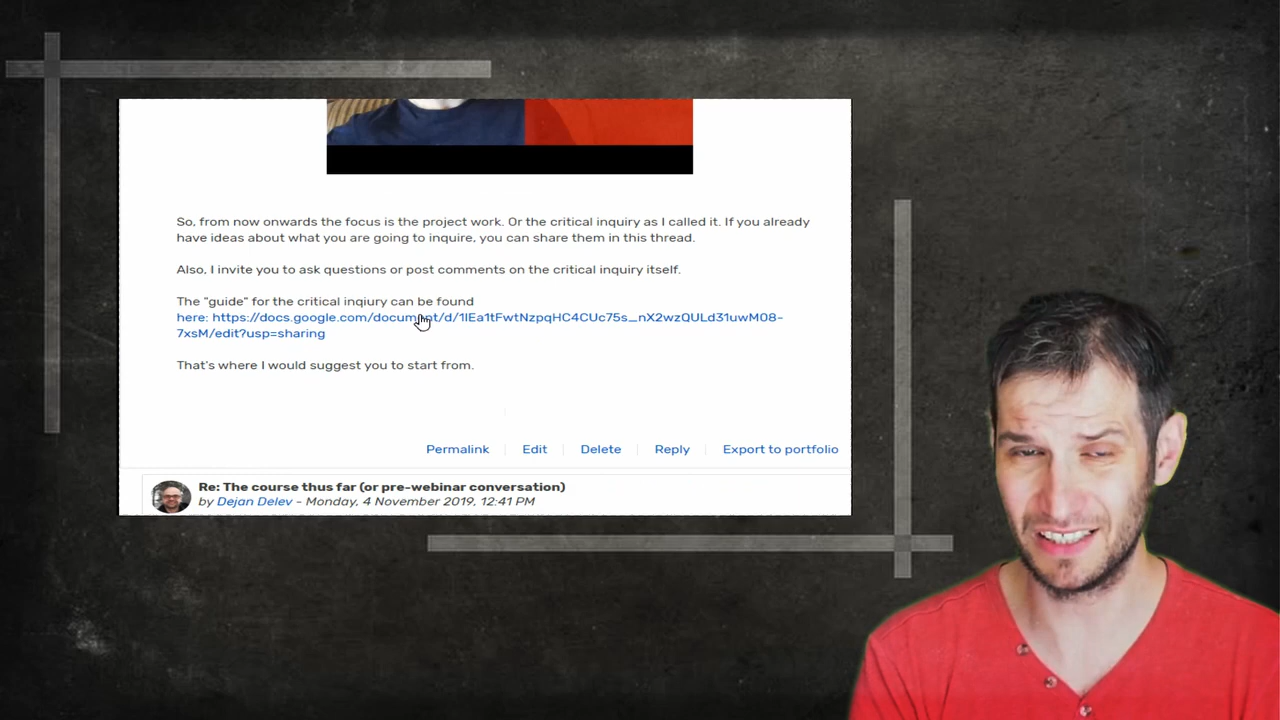 So, from now onwards the focus is the project work. Or the critical inquiry as I called it. If you already
have ideas about what you are going to inquire, you can share them in this thread.
Also, I invite you to ask questions or post comments on the critical inquiry itself.
The "guide" for the critical inqiury can be found
here: https://docs.google.com/document/d/1lEa1tFwtNzpqHC4CUc75s_nX2wzQULd31uwM08-
7xsM/edit?usp=sharing
That's where I would suggest you to start from.
Permalink Edit Delete Reply Export to portfolio
Re: The course thus far (or pre-webinar conversation)
by Dejan Delev - Monday, 4 November 2019, 12:41 PM